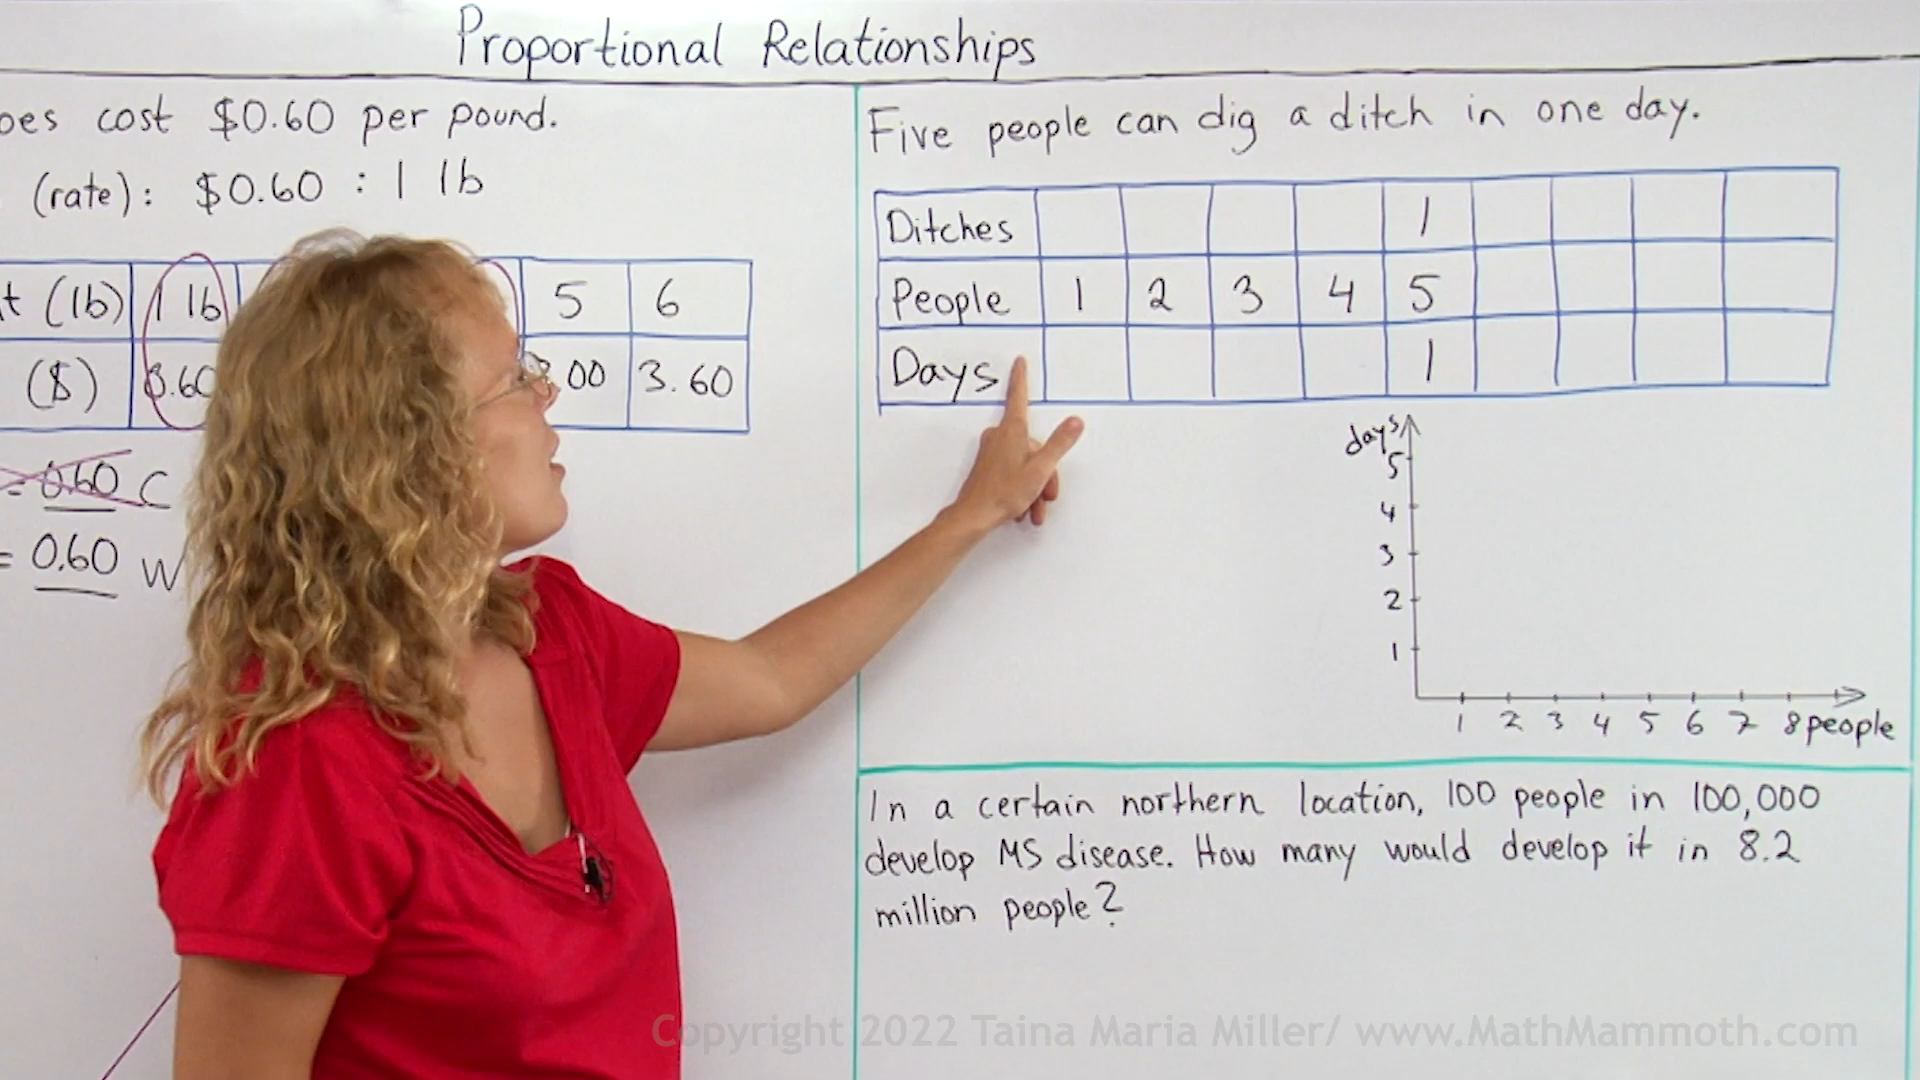 Proportional Relationships
cost $0.60 per pound.
(rate): $0.60 : 1 lb
(lb) 1 lb 5 6
($) 0.60 .00 3.60
= 0.60 C
= 0.60 W
Five people can dig a ditch in one day.
Ditches 1
People 1 2 3 4 5
Days 1
days
5
4
3
2
1
1 2 3 4 5 6 7 8 people
In a certain northern location, 100 people in 100,000
develop MS disease. How many would develop it in 8.2
million people?
Copyright 2022 Taina Maria Miller/ www.MathMammoth.com